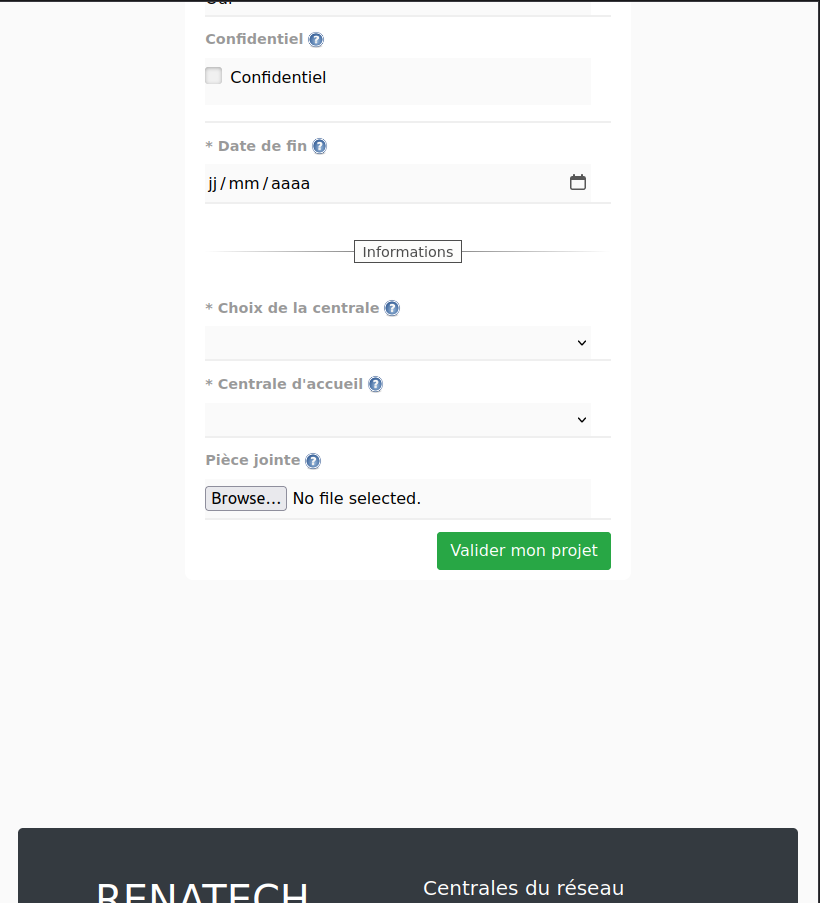 Confidentiel ?
Confidentiel
* Date de fin ?
jj/mm/aaaa
Informations
* Choix de la centrale ?
* Centrale d'accueil ?
Pièce jointe ?
Browse... No file selected.
Valider mon projet
RENATECH
Centrales du réseau